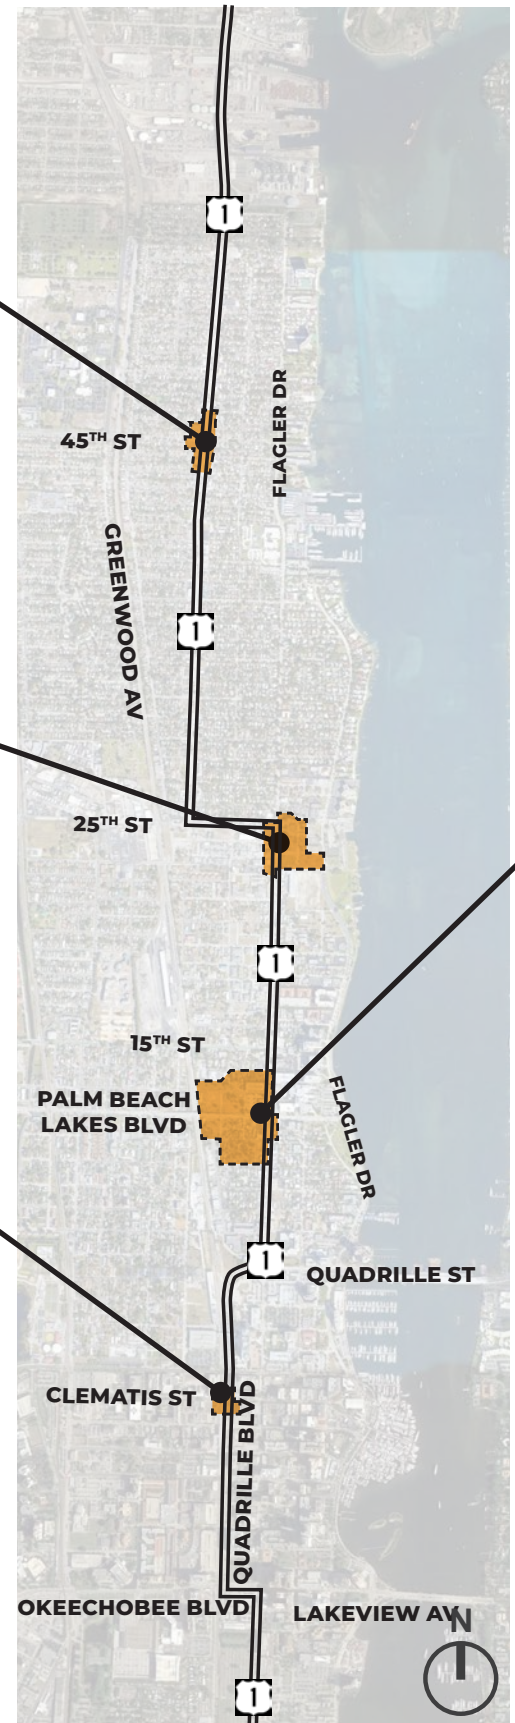 1
FLAGLER DR
45TH ST
GREENWOOD AV
1
25TH ST
1
15TH ST
PALM BEACH
LAKES BLVD
FLAGLER DR
1
QUADRILLE ST
CLEMATIS ST
QUADRILLE BLVD
OKEECHOBEE BLVD
LAKEVIEW AV
N
1